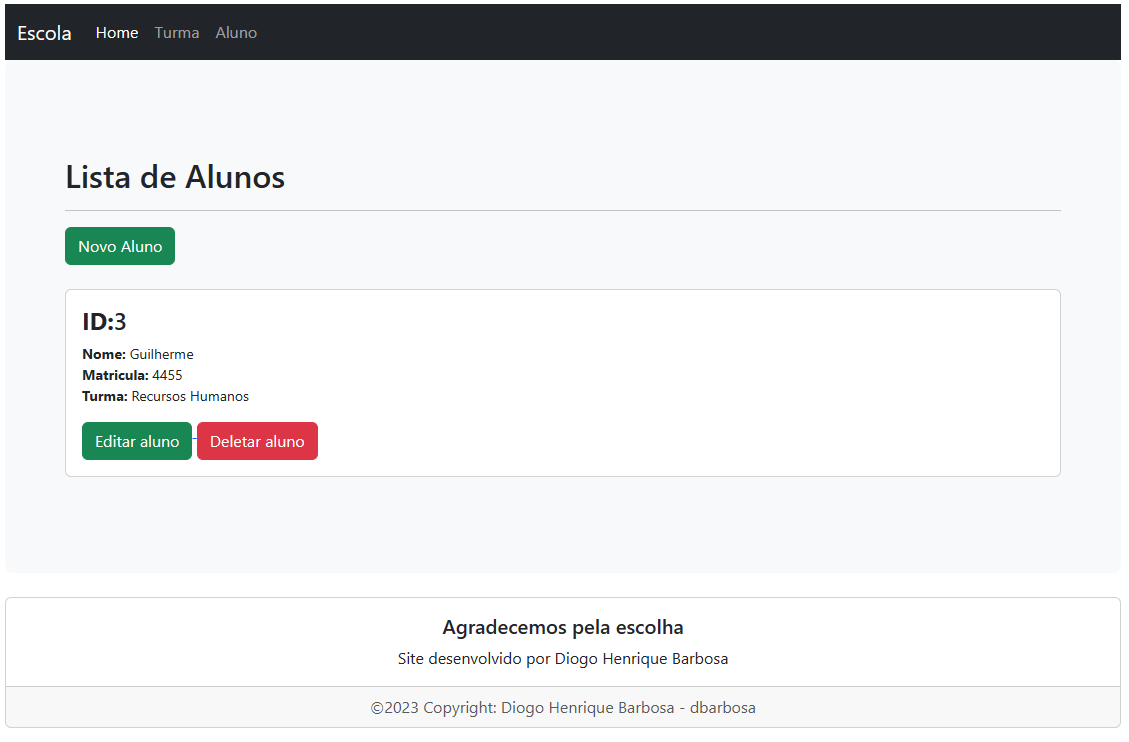 Escola Home Turma Aluno
Lista de Alunos
Novo Aluno
ID:3
Nome: Guilherme
Matricula: 4455
Turma: Recursos Humanos
Editar aluno Deletar aluno
Agradecemos pela escolha
Site desenvolvido por Diogo Henrique Barbosa
©2023 Copyright: Diogo Henrique Barbosa - dbarbosa